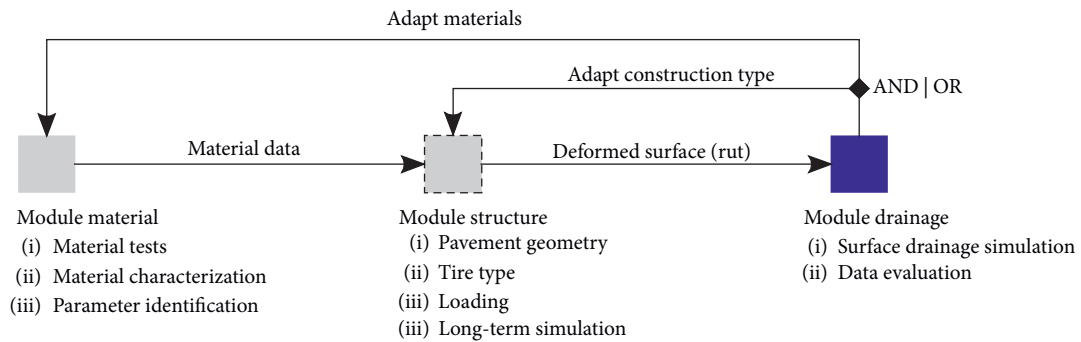 Adapt materials
Adapt construction type
AND | OR
Material data
Deformed surface (rut)
Module material
(i) Material tests
(ii) Material characterization
(iii) Parameter identification
Module structure
(i) Pavement geometry
(ii) Tire type
(iii) Loading
(iii) Long-term simulation
Module drainage
(i) Surface drainage simulation
(ii) Data evaluation